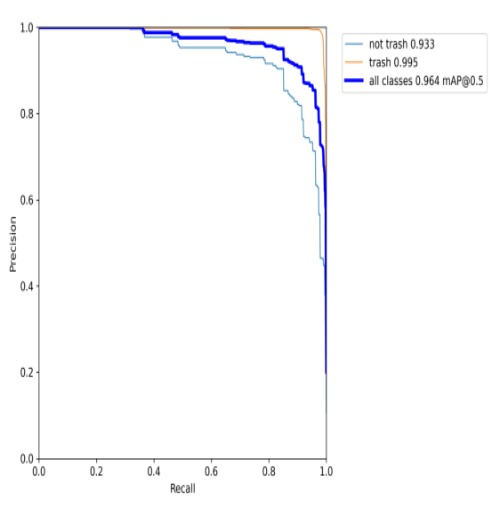 1.0
0.8
0.6
0.4
0.2
0.0
Precision
0.0 0.2 0.4 0.6 0.8 1.0
Recall
not trash 0.933
trash 0.995
all classes 0.964 mAP@0.5